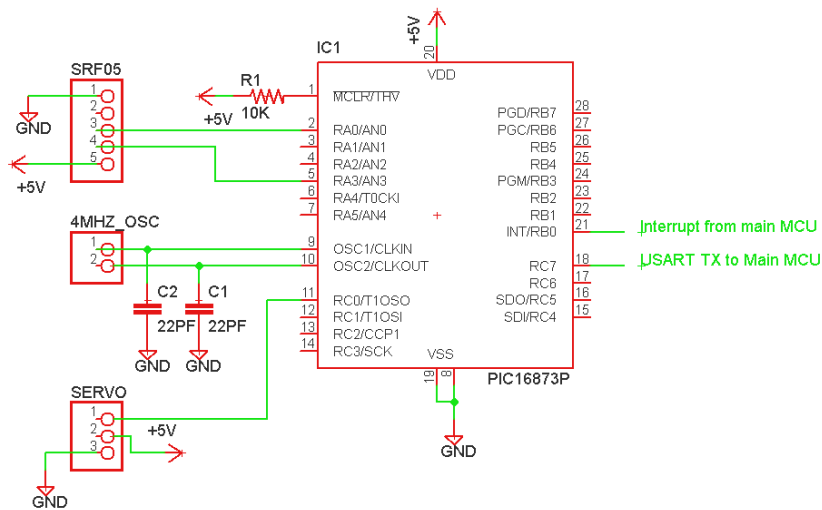 +5V
IC1
20
VDD
SRF05
1
2
3
4
5
GND
+5V
R1
10K
+5V
1
MCLR/THV
2
RA0/AN0
3
RA1/AN1
4
RA2/AN2
5
RA3/AN3
6
RA4/T0CKI
7
RA5/AN4
9
OSC1/CLKIN
10
OSC2/CLKOUT
11
RC0/T1OSO
12
RC1/T1OSI
13
RC2/CCP1
14
RC3/SCK
PGD/RB7
28
PGC/RB6
27
RB5
26
RB4
25
PGM/RB3
24
RB2
23
RB1
22
INT/RB0
21
Interrupt from main MCU
RC7
18
USART TX to Main MCU
RC6
17
SDO/RC5
16
SDI/RC4
15
VSS
19
8
PIC16873P
GND
4MHZ_OSC
1
2
C2
22PF
GND
C1
22PF
GND
SERVO
1
2
3
+5V
GND